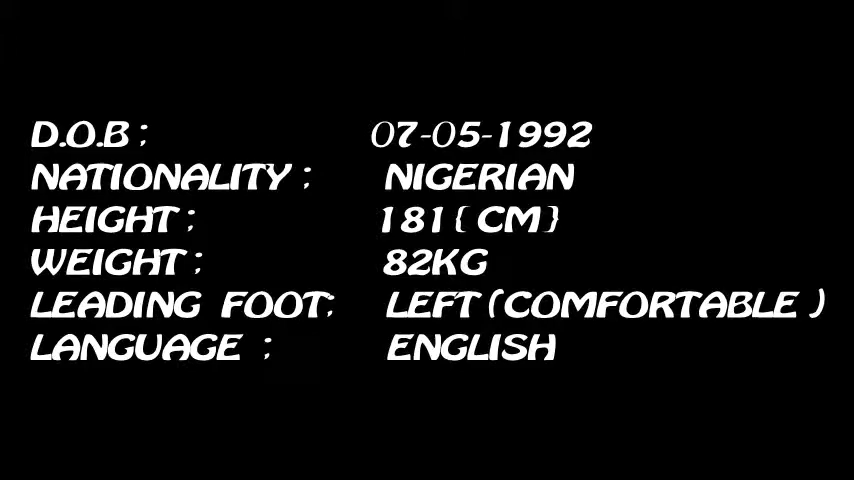 D.O.B ; 07-05-1992
NATIONALITY ; NIGERIAN
HEIGHT ; 181{ CM }
WEIGHT ; 82KG
LEADING FOOT; LEFT (COMFORTABLE )
LANGUAGE ; ENGLISH